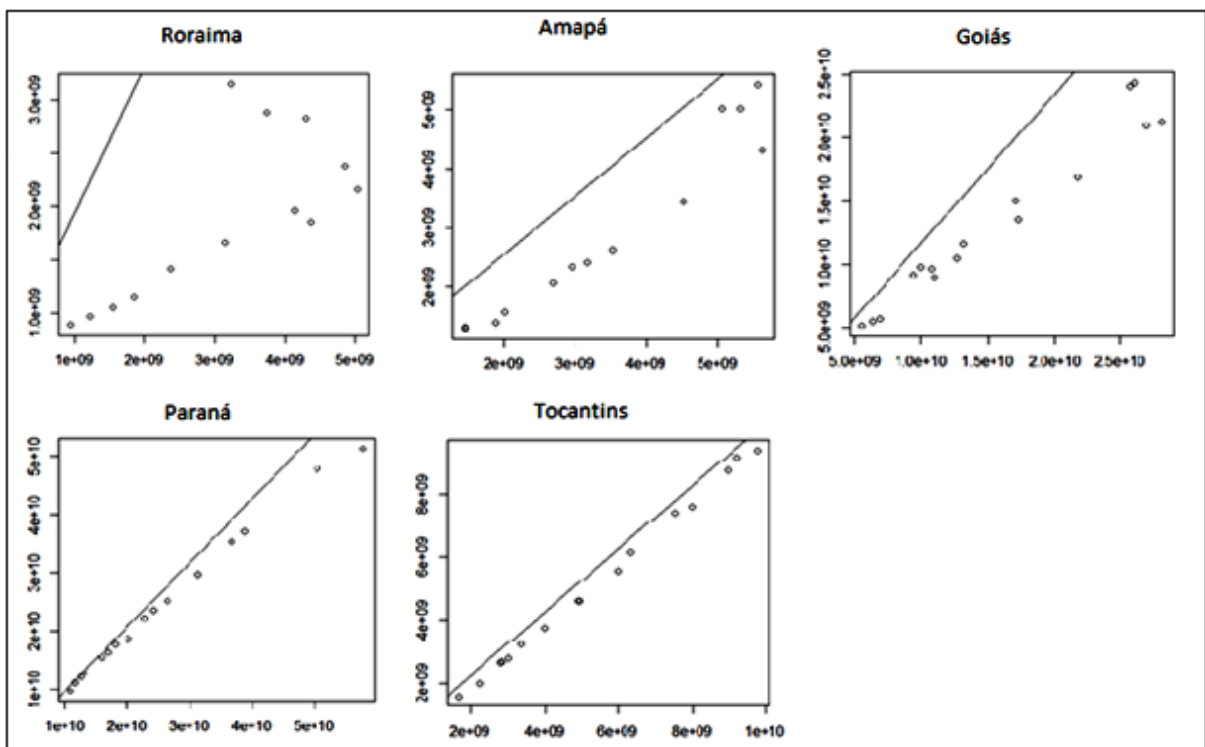 Roraima
1.0e+09 2.0e+09 3.0e+09
1e+09 2e+09 3e+09 4e+09 5e+09
Amapá
2e+09 3e+09 4e+09 5e+09
2e+09 3e+09 4e+09 5e+09
Goiás
5.0e+09 1.0e+10 1.5e+10 2.0e+10 2.5e+10
5.0e+09 1.0e+10 1.5e+10 2.0e+10 2.5e+10
Paraná
1e+10 2e+10 3e+10 4e+10 5e+10
1e+10 2e+10 3e+10 4e+10 5e+10
Tocantins
2e+09 4e+09 6e+09 8e+09
2e+09 4e+09 6e+09 8e+09 1e+10